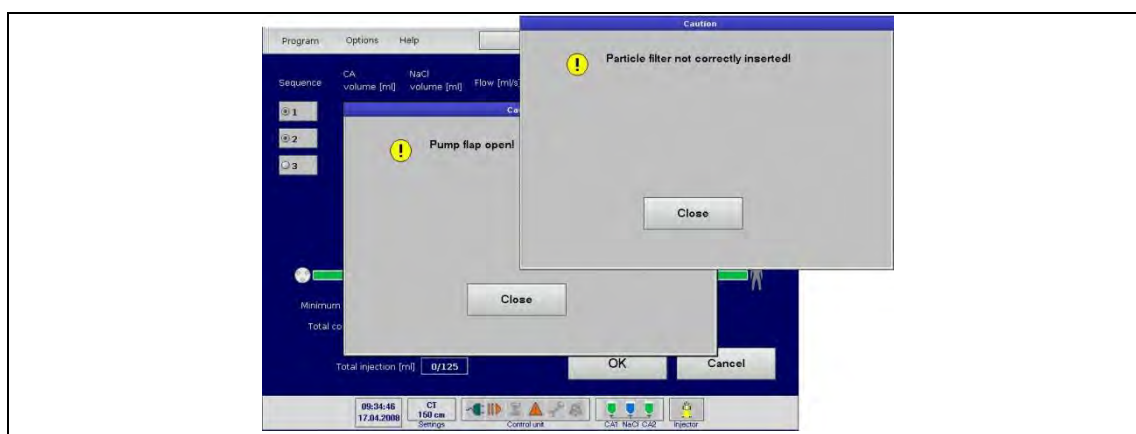 Program Options Help
Caution
Particle filter not correctly inserted!
Close
Sequence
CA
volume [ml]
NaCl
volume [ml]
Flow [ml/s]
1
2
3
Pump flap open!
Close
Minimum
Total injection [ml] 0/125
OK Cancel
09:34:46
17.04.2008
CT
150 cm
Settings
Control unit
CA1 NaCl CA2
Injector